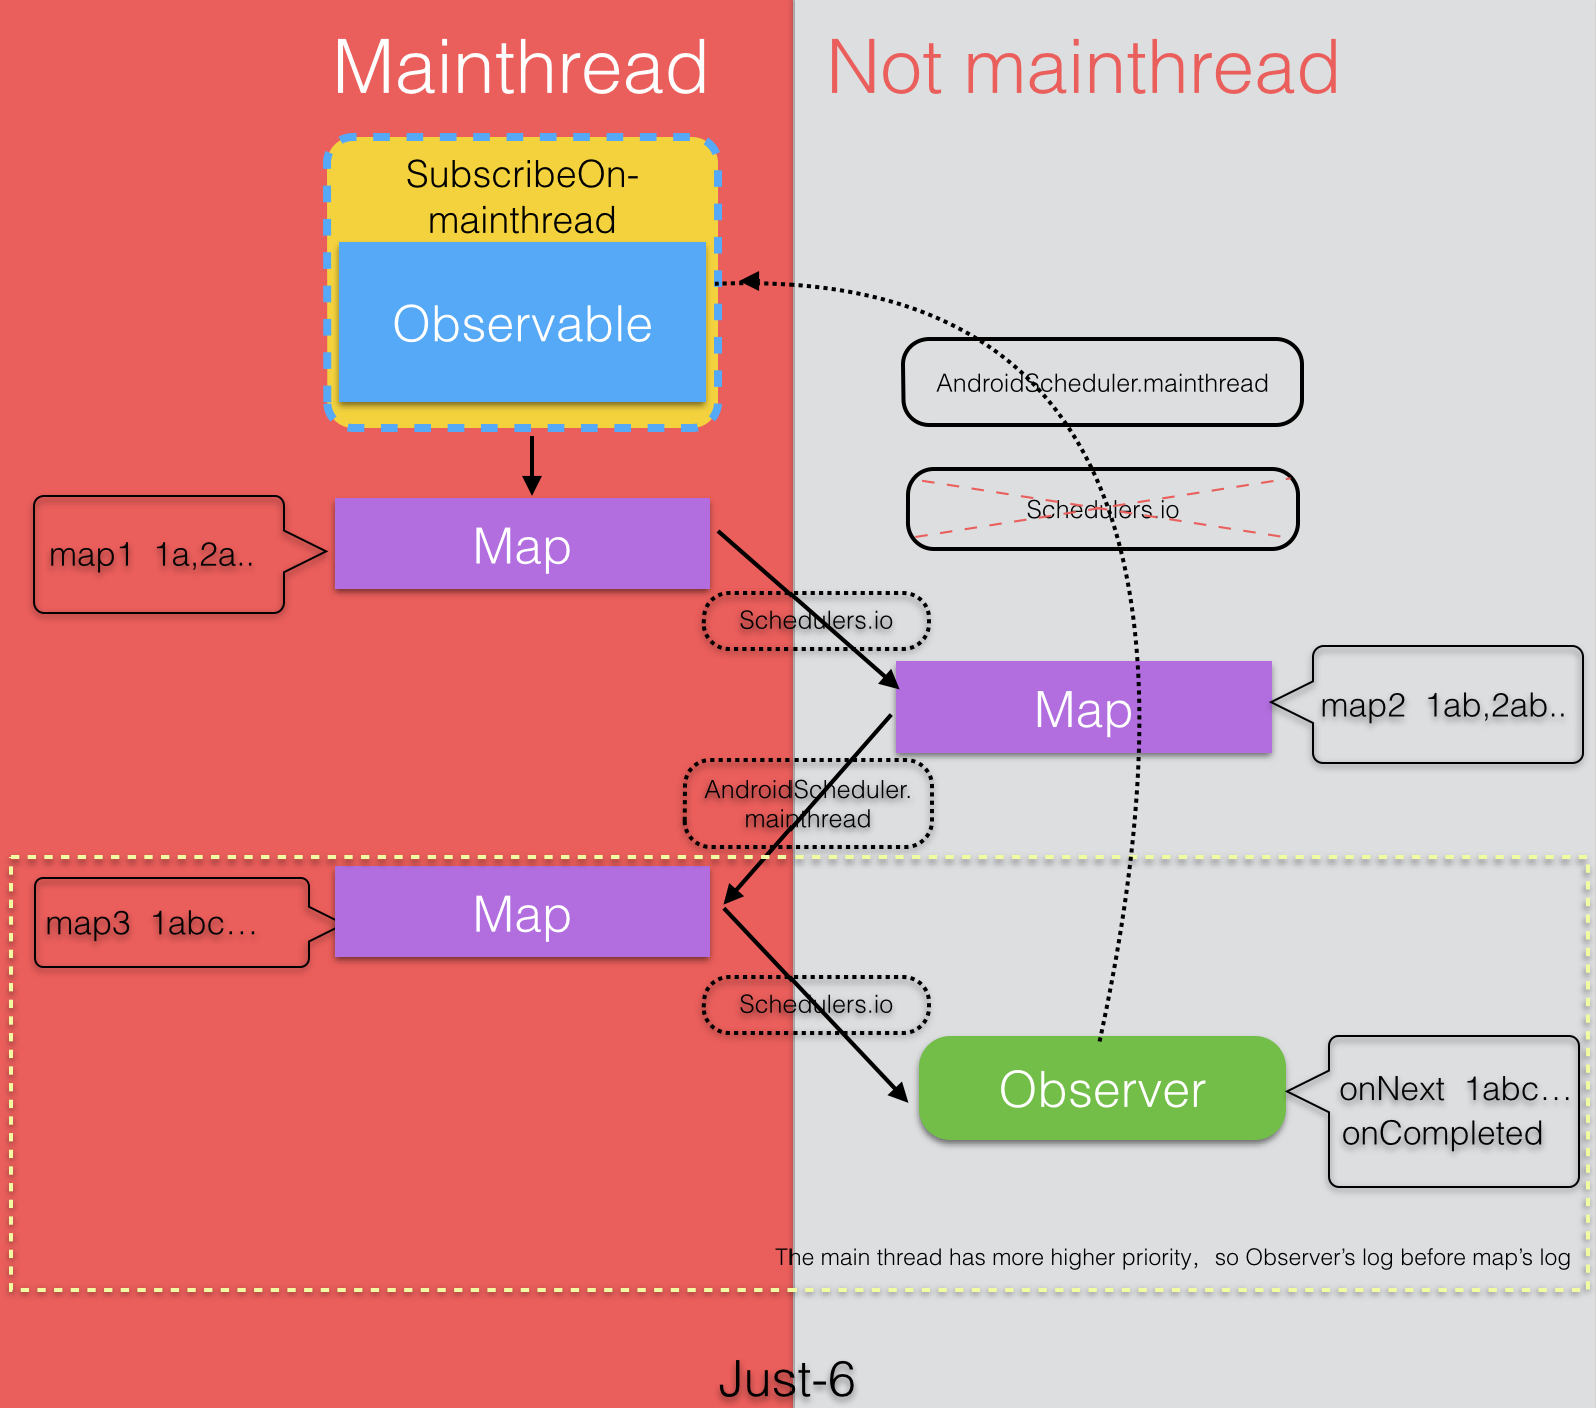 Mainthread
Not mainthread
SubscribeOn-
mainthread
Observable
AndroidScheduler.mainthread
Schedulers.io
map1 1a,2a..
Map
Schedulers.io
Map
map2 1ab,2ab..
AndroidScheduler.
mainthread
map3 1abc...
Map
Schedulers.io
Observer
onNext 1abc...
onCompleted
The main thread has more higher priority, so Observer's log before map's log
Just-6